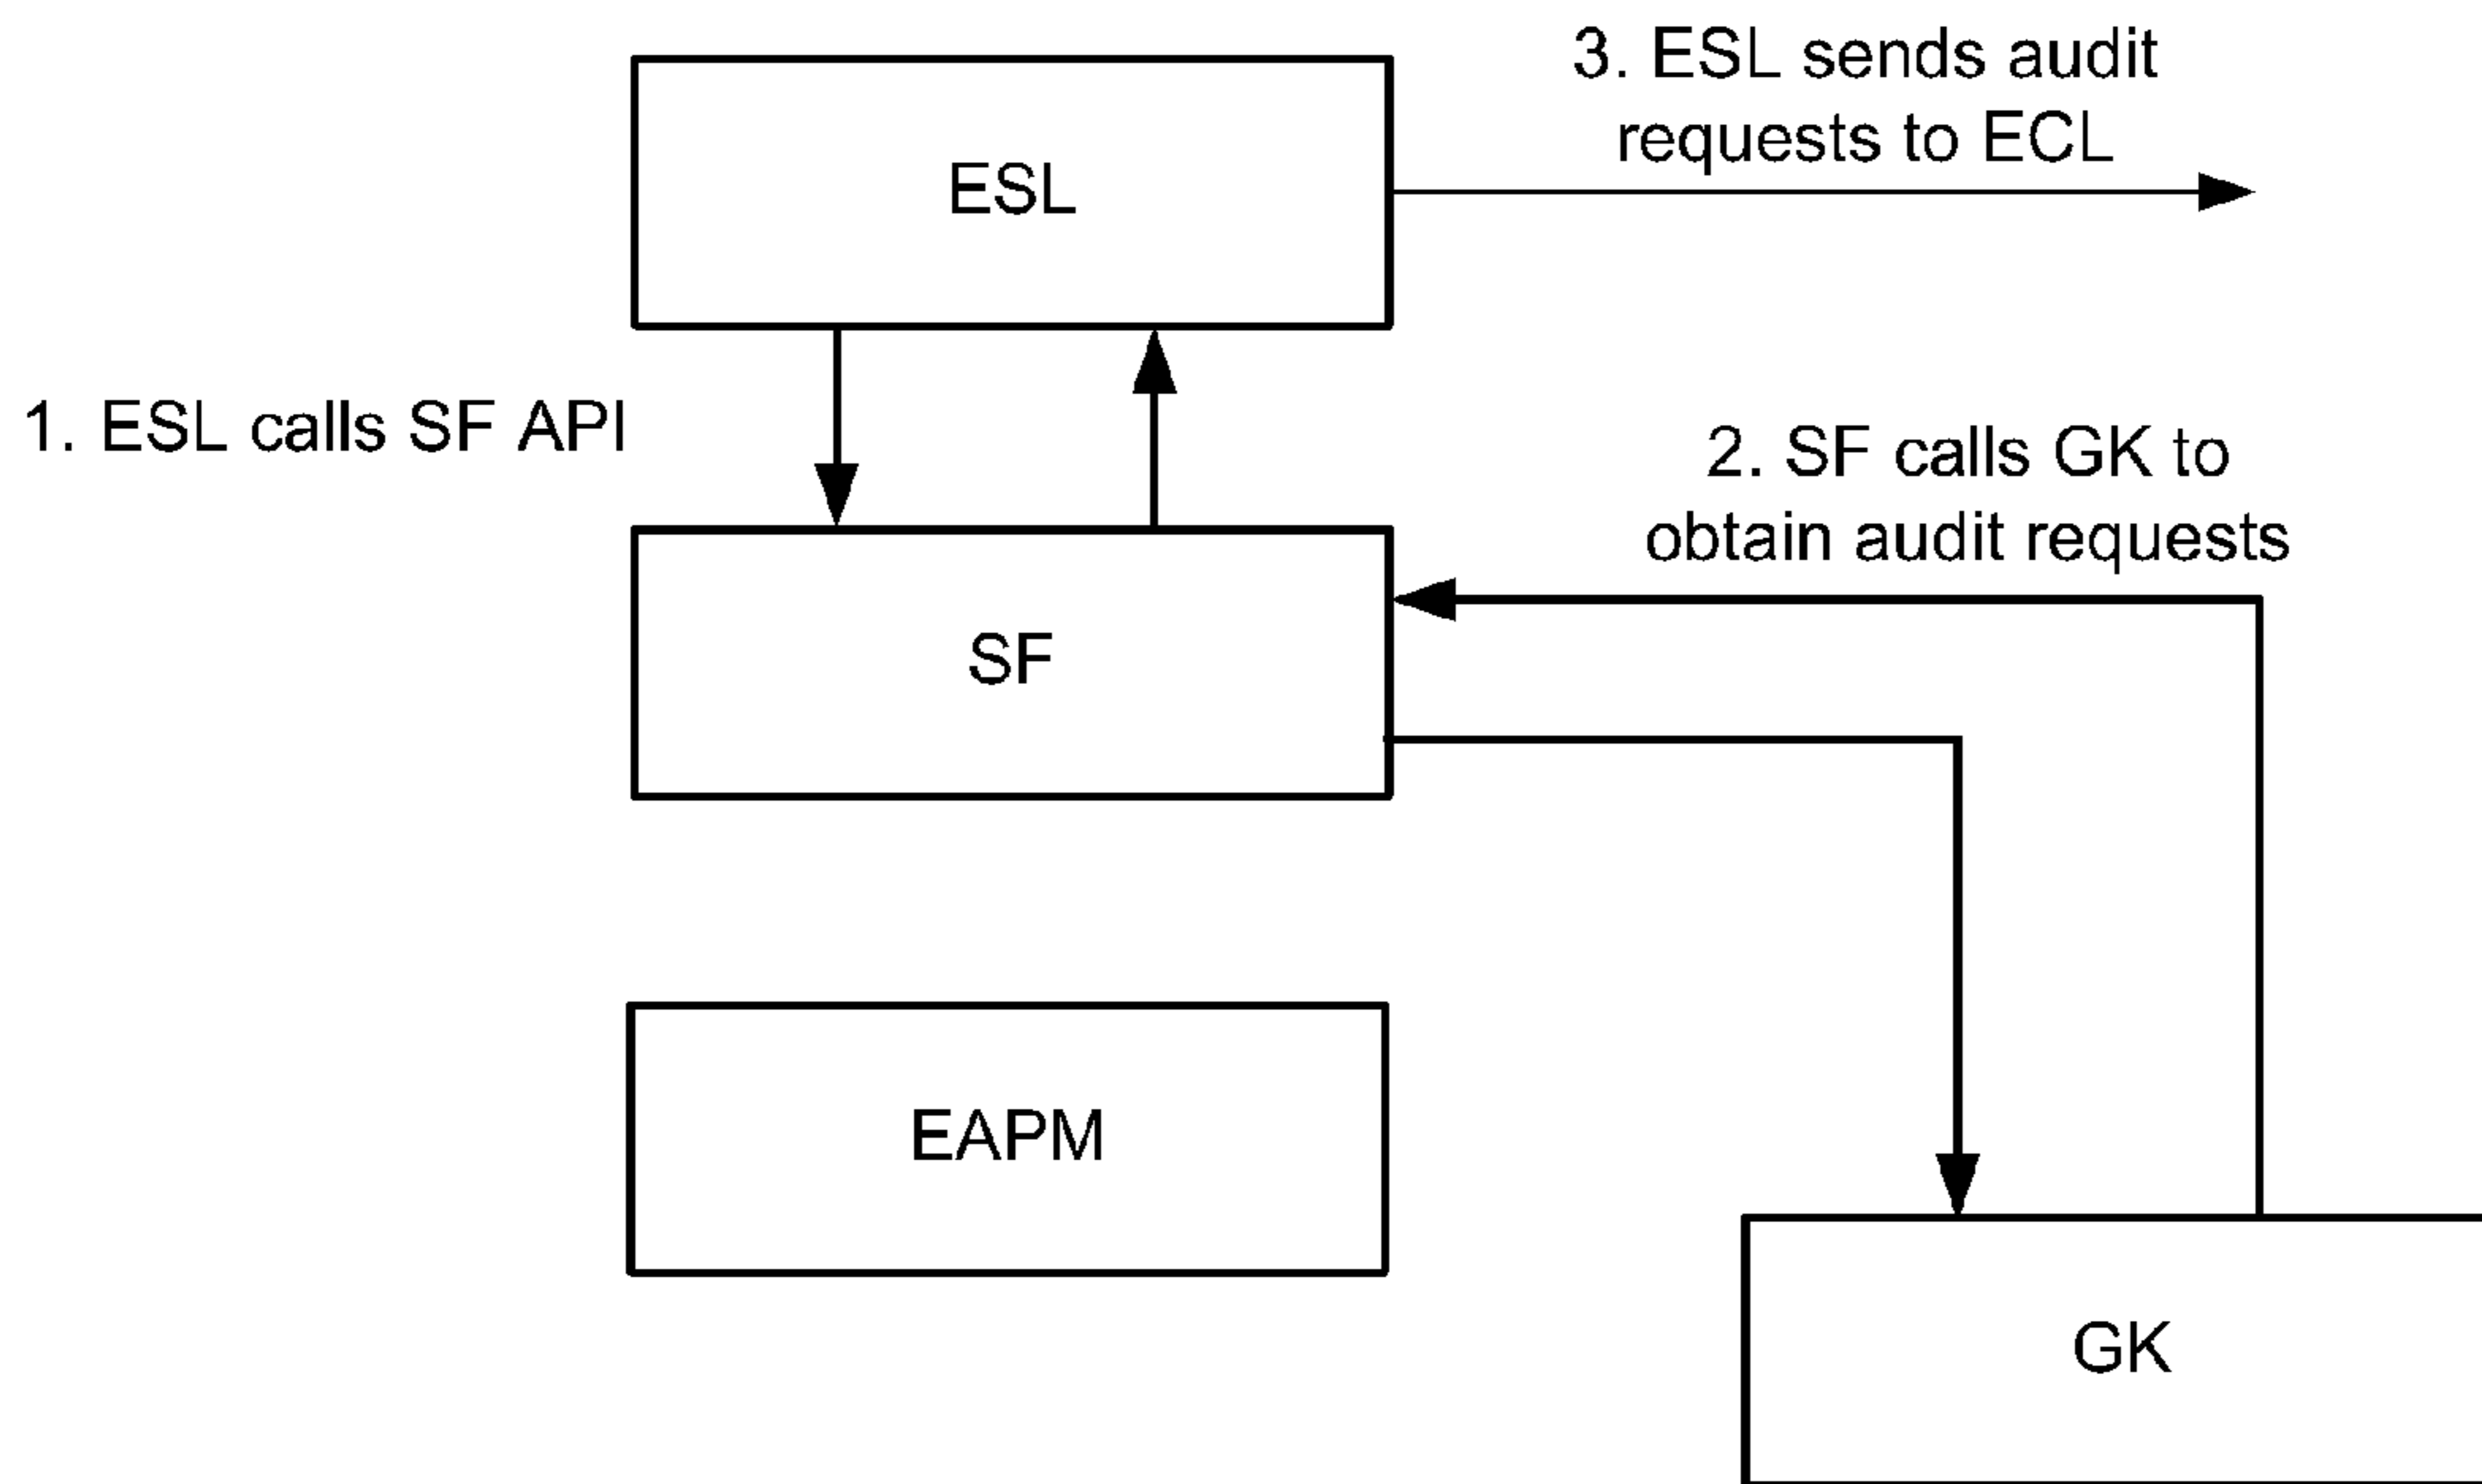 3. ESL sends audit
requests to ECL
ESL
1. ESL calls SF API
2. SF calls GK to
obtain audit requests
SF
EAPM
GK